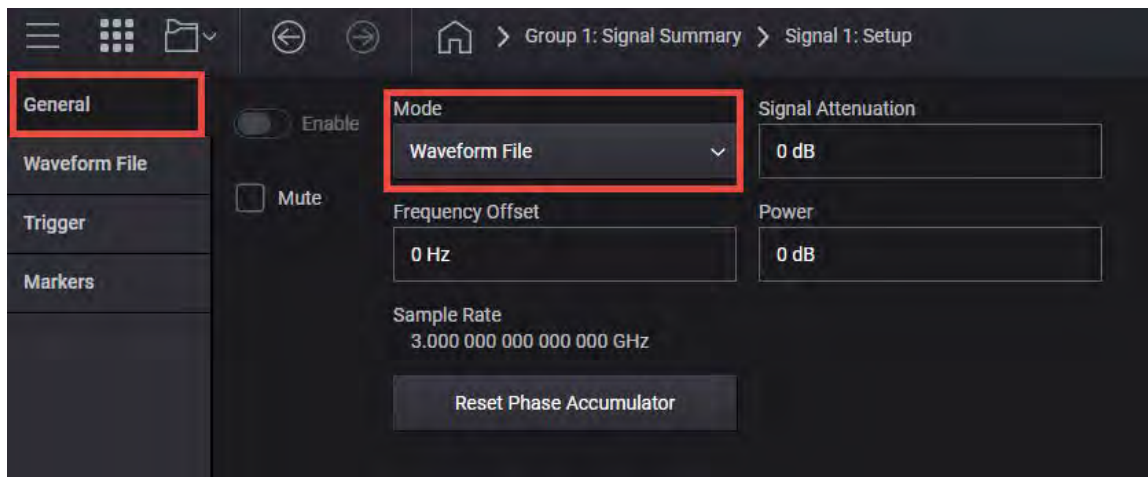 Group 1: Signal Summary > Signal 1: Setup
General
Enable
Mode
Signal Attenuation
Waveform File
0 dB
Waveform File
Mute
Trigger
Frequency Offset
Power
0 Hz
0 dB
Markers
Sample Rate
3.000 000 000 000 000 GHz
Reset Phase Accumulator